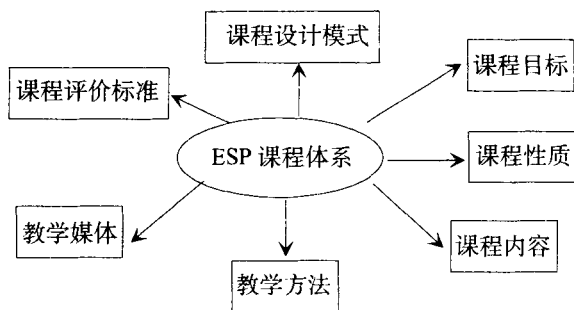 课程设计模式
课程目标
课程评价标准
ESP 课程体系
课程性质
教学媒体
课程内容
教学方法